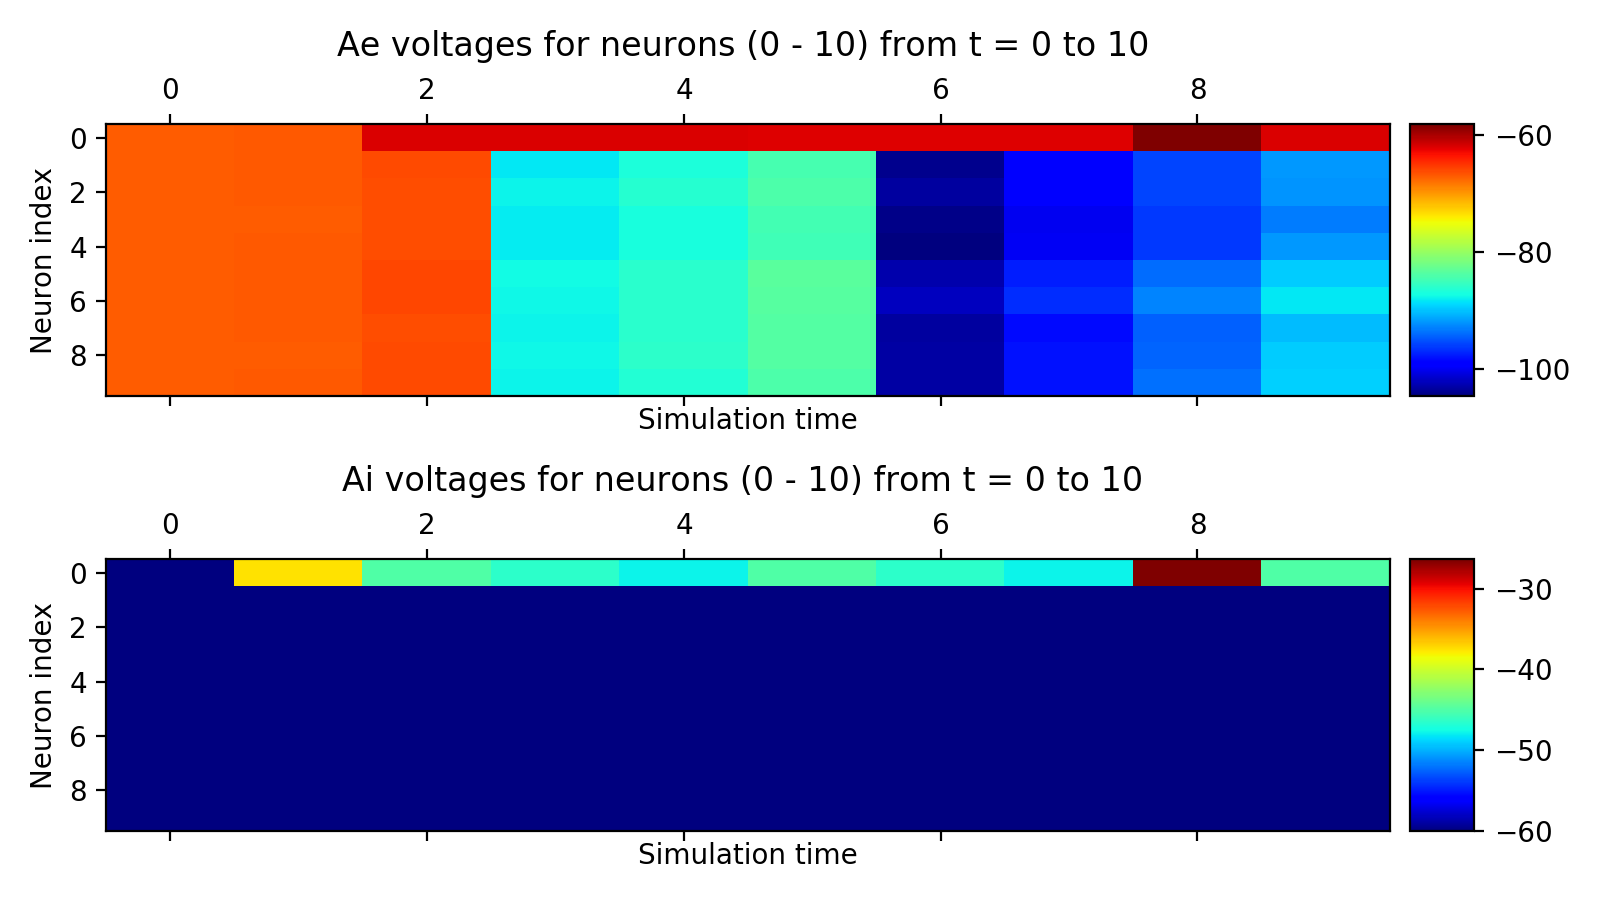 Ae voltages for neurons (0 - 10) from t = 0 to 10
0 2 4 6 8
Neuron index
0
2
4
6
8
−60
−80
−100
Simulation time
Ai voltages for neurons (0 - 10) from t = 0 to 10
0 2 4 6 8
Neuron index
0
2
4
6
8
−30
−40
−50
−60
Simulation time